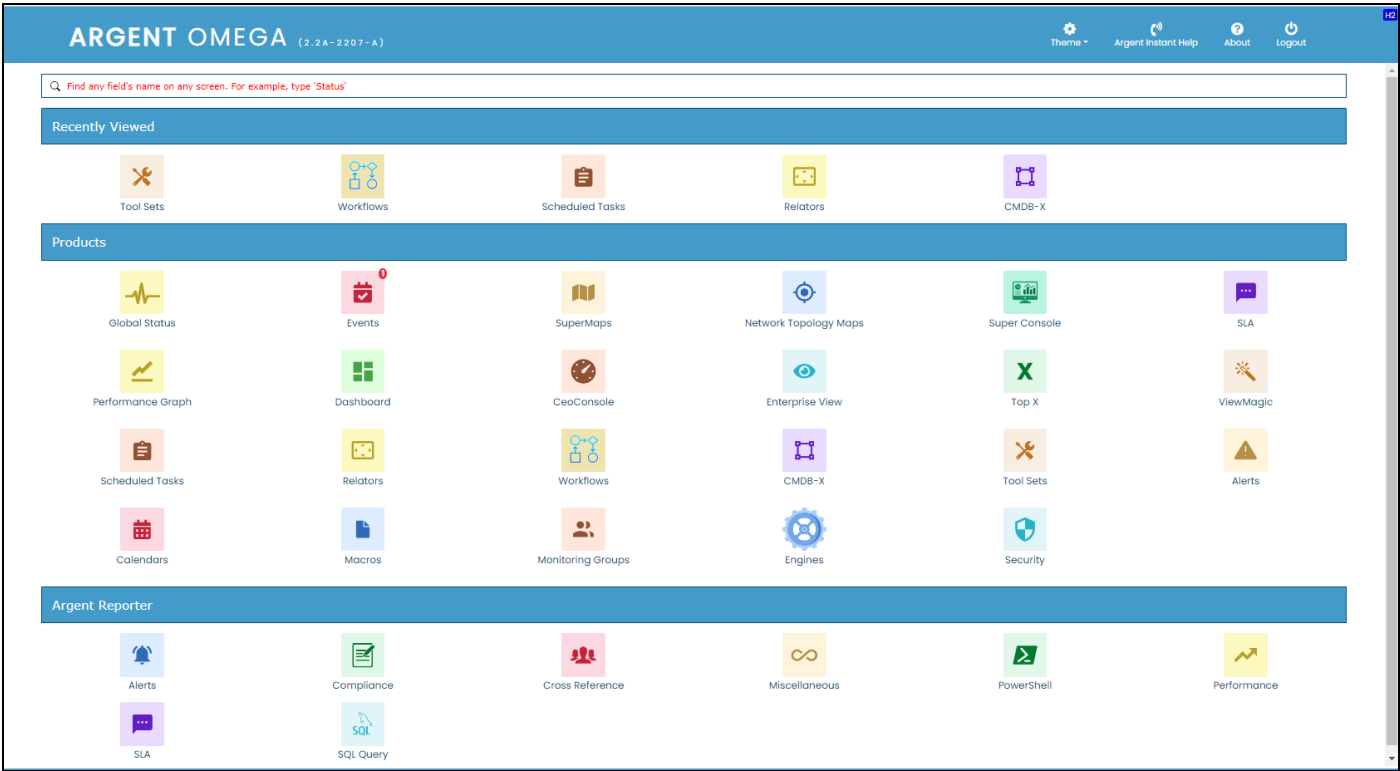 H2
ARGENT OMEGA (2.2A-2207-A)
Theme Argent Instant Help About Logout
Find any field's name on any screen. For example, type 'Status'
Recently Viewed
Tool Sets Workflows Scheduled Tasks Relators CMDB-X
Products
1
Global Status Events SuperMaps Network Topology Maps Super Console SLA
X
Performance Graph Dashboard CeoConsole Enterprise View Top X ViewMagic
Scheduled Tasks Relators Workflows CMDB-X Tool Sets Alerts
Calendars Macros Monitoring Groups Engines Security
Argent Reporter
Alerts Compliance Cross Reference Miscellaneous PowerShell Performance
SQL
SLA SQL Query